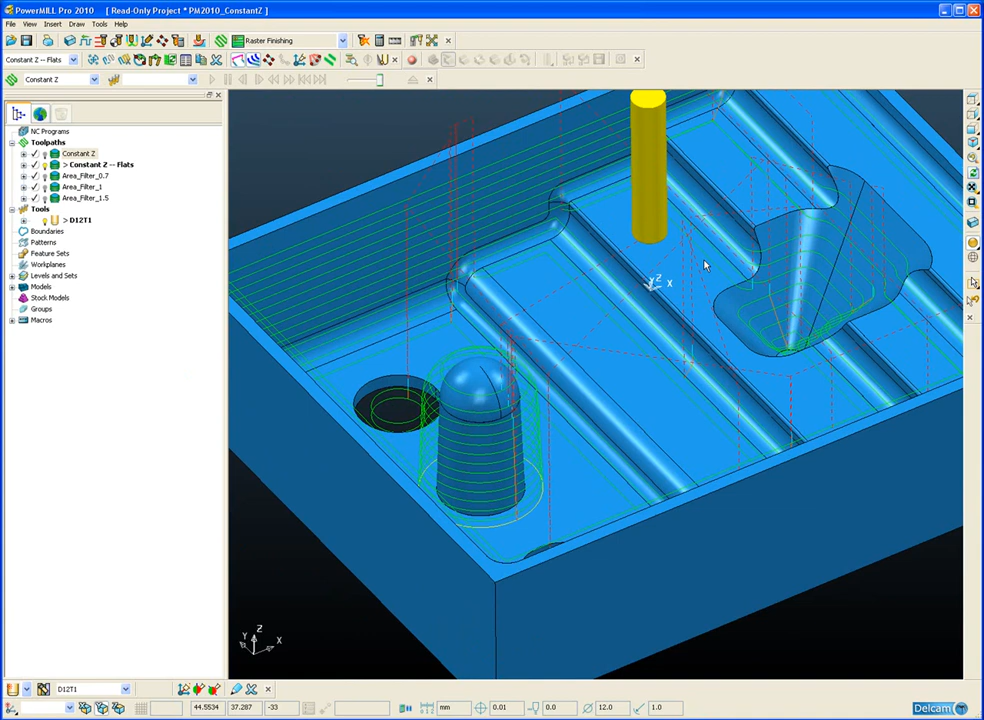 PowerMILL Pro 2010 [ Read-Only Project * PM2010_ConstantZ ]
File View Insert Draw Tools Help
Raster Finishing
Constant Z -- Flats
Constant Z
NC Programs
Toolpaths
Constant Z
> Constant Z -- Flats
Area_Filter_0.7
Area_Filter_1
Area_Filter_1.5
Tools
> D12T1
Boundaries
Patterns
Feature Sets
Workplanes
Levels and Sets
Models
Stock Models
Groups
Macros
Z
Y X
Z
Y X
D12T1
44.5534 37.287 -33 mm 0.01 0.0 12.0 1.0
Delcam